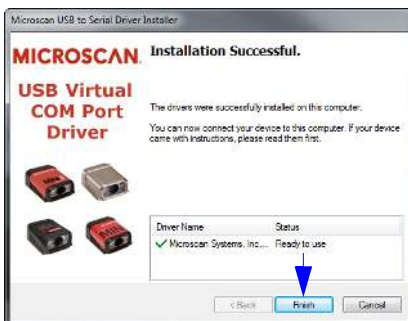 Microscan USB to Serial Driver Installer
MICROSCAN
Installation Successful.
USB Virtual
COM Port
Driver
The drivers were successfully installed on this computer.
You can now connect your device to this computer. If your device
came with instructions, please read them first.
Driver Name Status
Microscan Systems, Inc... Ready to use
< Back Finish Cancel